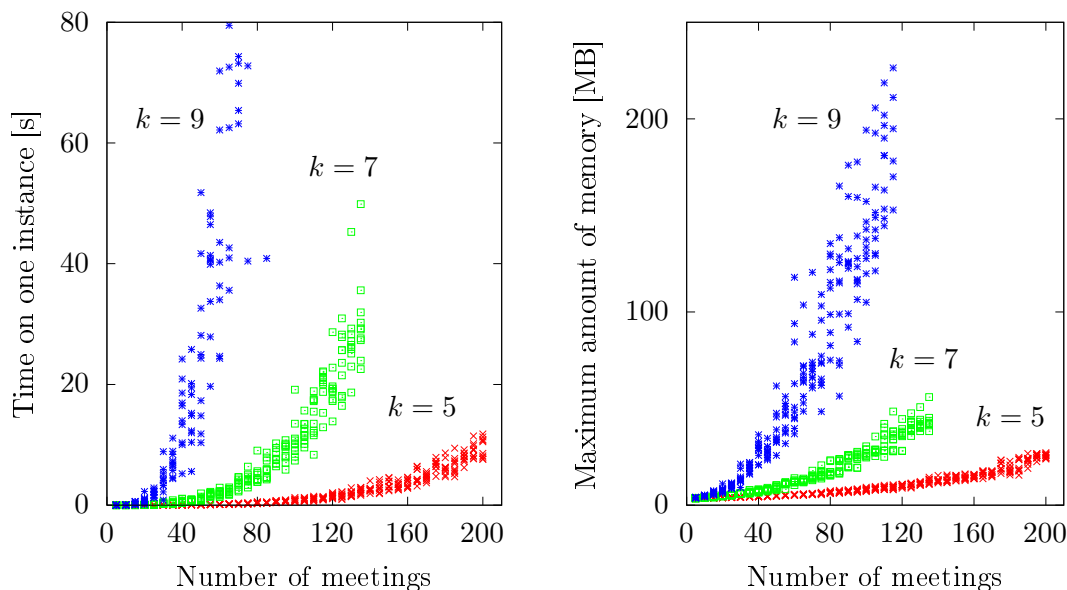 Time on one instance [s]
80
60
40
20
0
k = 9
k = 7
k = 5
0 40 80 120 160 200
Number of meetings
Maximum amount of memory [MB]
200
100
0
k = 9
k = 7
k = 5
0 40 80 120 160 200
Number of meetings